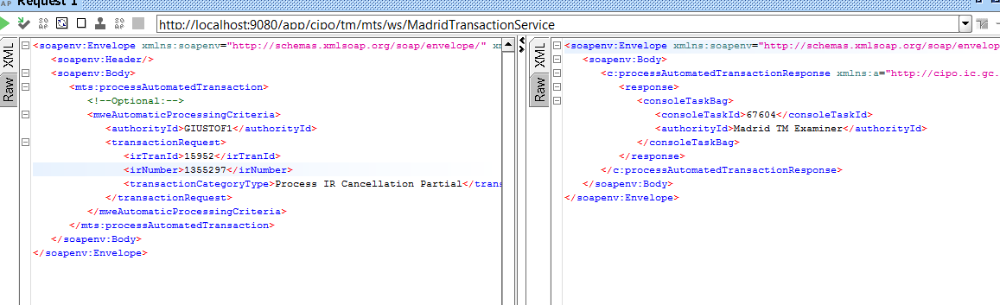 Request 1
http://localhost:9080/app/cipo/tm/mts/ws/MadridTransactionService
XML
Raw
<soapenv:Envelope xmlns:soapenv="http://schemas.xmlsoap.org/soap/envelope/"
<soapenv:Header/>
<soapenv:Body>
<mts:processAutomatedTransaction>
<!--Optional:-->
<mweAutomaticProcessingCriteria>
<authorityId>GIUSTOF1</authorityId>
<transactionRequest>
<irTranId>15952</irTranId>
<irNumber>1355297</irNumber>
<transactionCategoryType>Process IR Cancellation Partial</trans
</transactionRequest>
</mweAutomaticProcessingCriteria>
</mts:processAutomatedTransaction>
</soapenv:Body>
</soapenv:Envelope>
XML
Raw
<soapenv:Envelope xmlns:soapenv="http://schemas.xmlsoap.org/soap/envelope
<soapenv:Body>
<c:processAutomatedTransactionResponse xmlns:a="http://cipo.ic.gc.
<response>
<consoleTaskBag>
<consoleTaskId>67604</consoleTaskId>
<authorityId>Madrid TM Examiner</authorityId>
</consoleTaskBag>
</response>
</c:processAutomatedTransactionResponse>
</soapenv:Body>
</soapenv:Envelope>